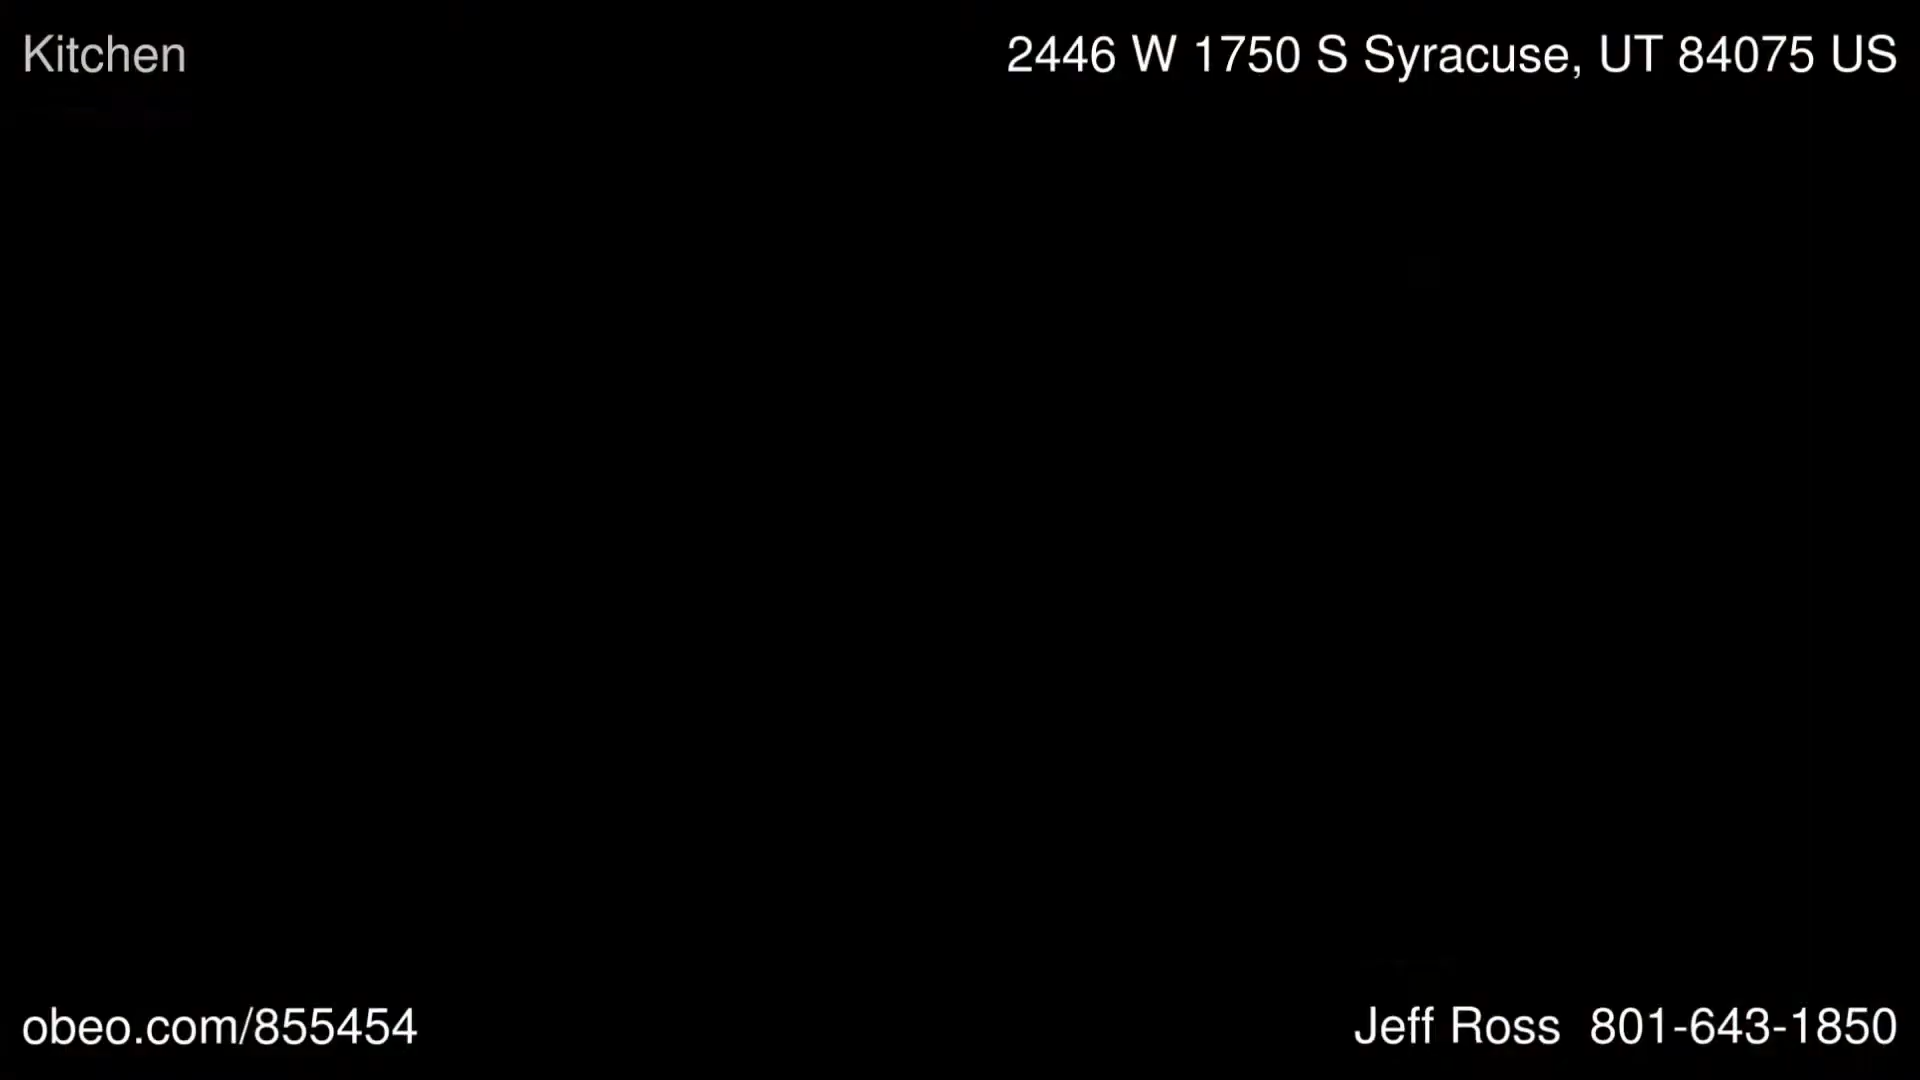 Kitchen
2446 W 1750 S Syracuse, UT 84075 US
obeo.com/855454
Jeff Ross  801-643-1850